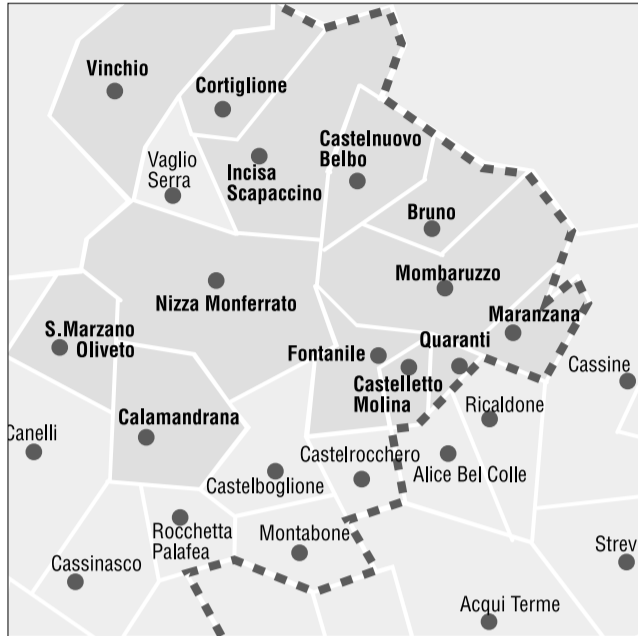 Vinchio
Cortiglione
Vaglio
Serra
Incisa
Scapaccino
Castelnuovo
Belbo
Bruno
Nizza Monferrato
Mombaruzzo
S.Marzano
Oliveto
Fontanile
Quaranti
Maranzana
Castelletto
Molina
Cassine
Ricaldone
Calamandrana
Canelli
Castelrocchero
Alice Bel Colle
Castelboglione
Rocchetta
Palafea
Montabone
Cassinasco
Strev
Acqui Terme